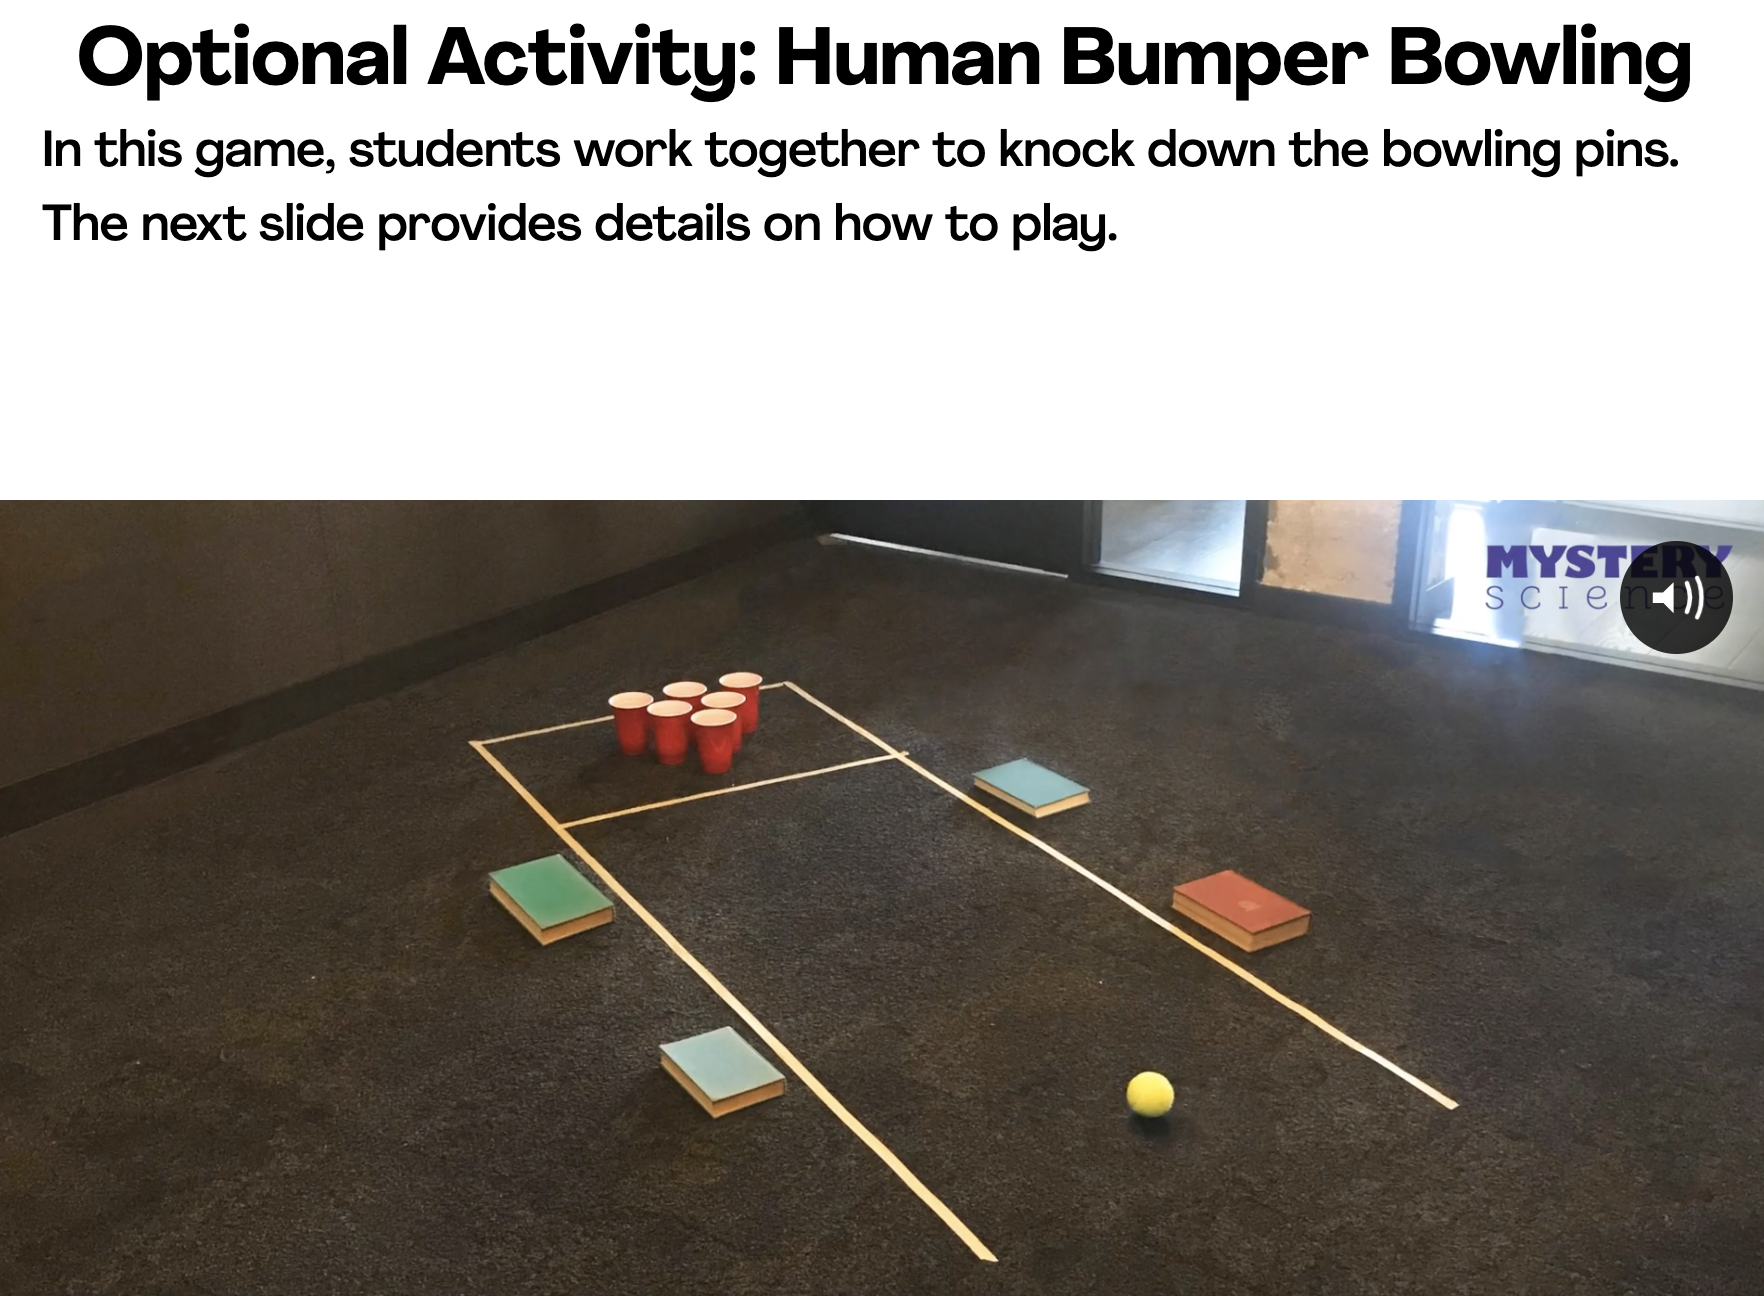 Optional Activity: Human Bumper Bowling
In this game, students work together to knock down the bowling pins.
The next slide provides details on how to play.
MYSTERY
science